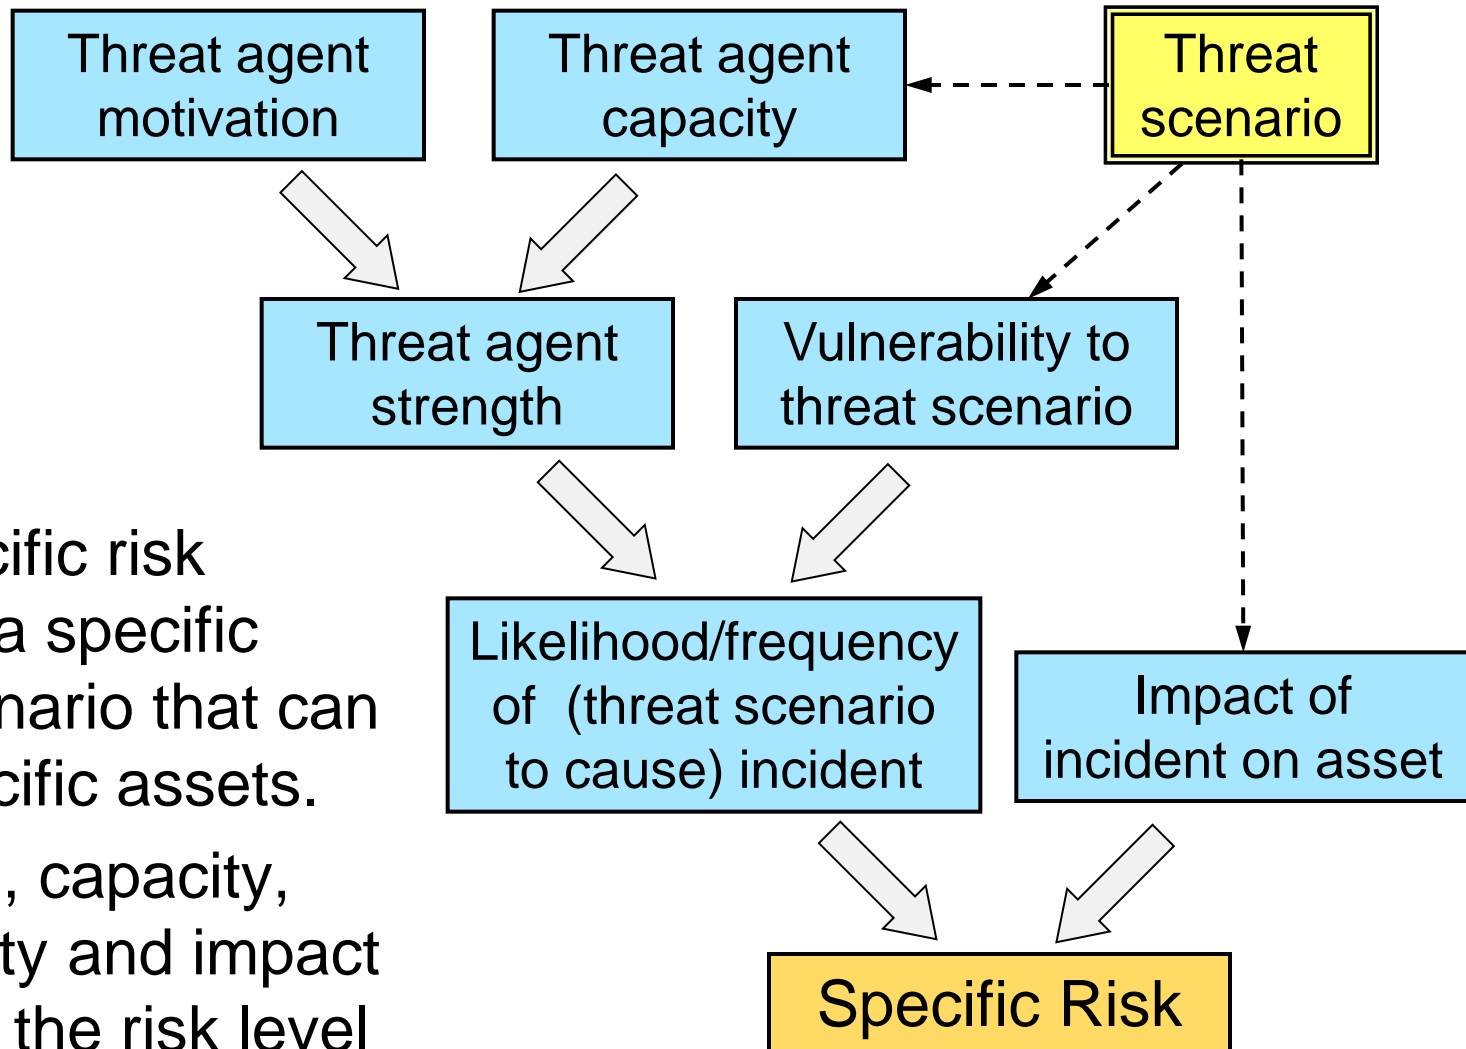 Threat agent
motivation
Threat agent
capacity
Threat
scenario
Threat agent
strength
Vulnerability to
threat scenario
Likelihood/frequency
of (threat scenario
to cause) incident
Impact of
incident on asset
Specific Risk
cific risk
a specific
nario that can
cific assets.
, capacity,
ty and impact
the risk level